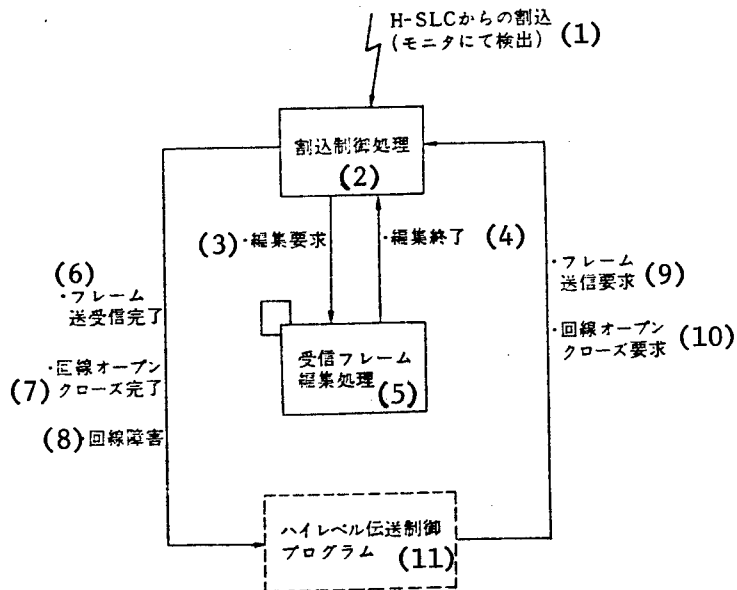 H-SLCからの割込
(モニタにて検出) (1)
割込制御処理
(2)
(3)・編集要求
・編集終了 (4)
(6)
・フレーム
送受信完了
・フレーム
送信要求 (9)
・回線オープン
クローズ要求 (10)
受信フレーム
編集処理 (5)
・回線オープン
(7) クローズ完了
(8)・回線障害
ハイレベル伝送制御
プログラム (11)